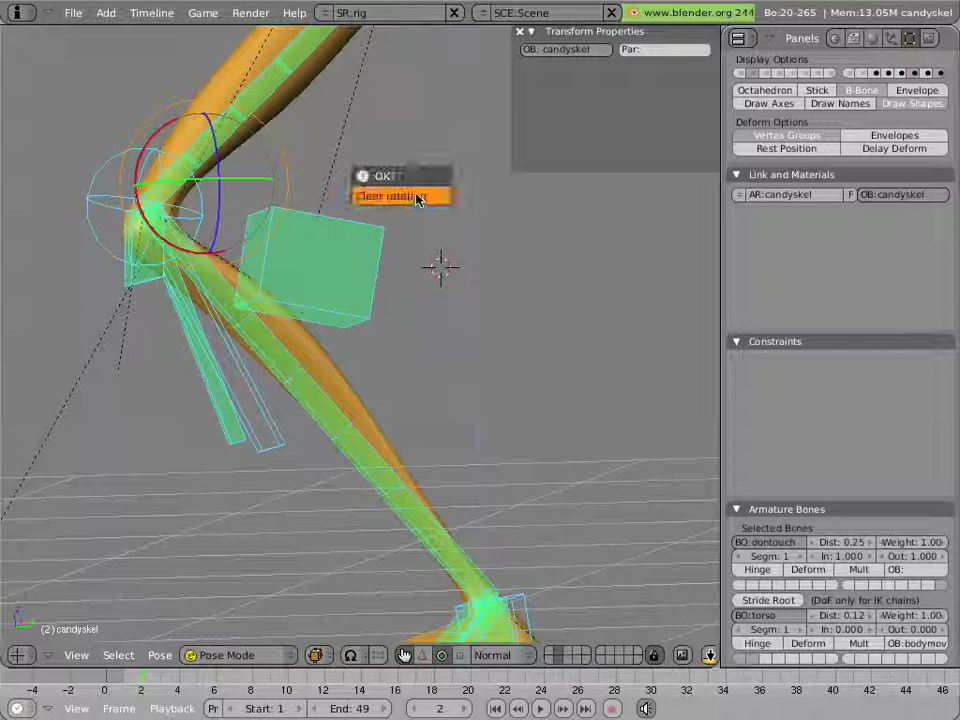 File Add Timeline Game Render Help SR.rig SCE:Scene www.blender.org 244 Bo:20-265 | Mem:13.05M candyskel
Transform Properties
OB: candyskel Par:
OK?
Clear rotation
Panels
Display Options
Octahedron Stick B-Bone Envelope
Draw Axes Draw Names Draw Shapes
Deform Options
Vertex Groups Envelopes
Rest Position Delay Deform
Link and Materials
AR:candyskel F OB:candyskel
Constraints
Armature Bones
Selected Bones
BO:dontouch Dist: 0.25 Weight: 1.00
Segm: 1 In: 1.000 Out: 1.000
Hinge Deform Mult OB:
Stride Root (DoF only for IK chains)
BO:torso Dist: 0.12 Weight: 1.00
Segm: 1 In: 0.000 Out: 0.000
Hinge Deform Mult OB:bodymov
z
(2) candyskel
View Select Pose Pose Mode Normal
-4 -2 0 2 4 6 8 10 12 14 16 18 20 22 24 26 28 30 32 34 36 38 40 42 44 46
View Frame Playback Pr Start: 1 End: 49 2